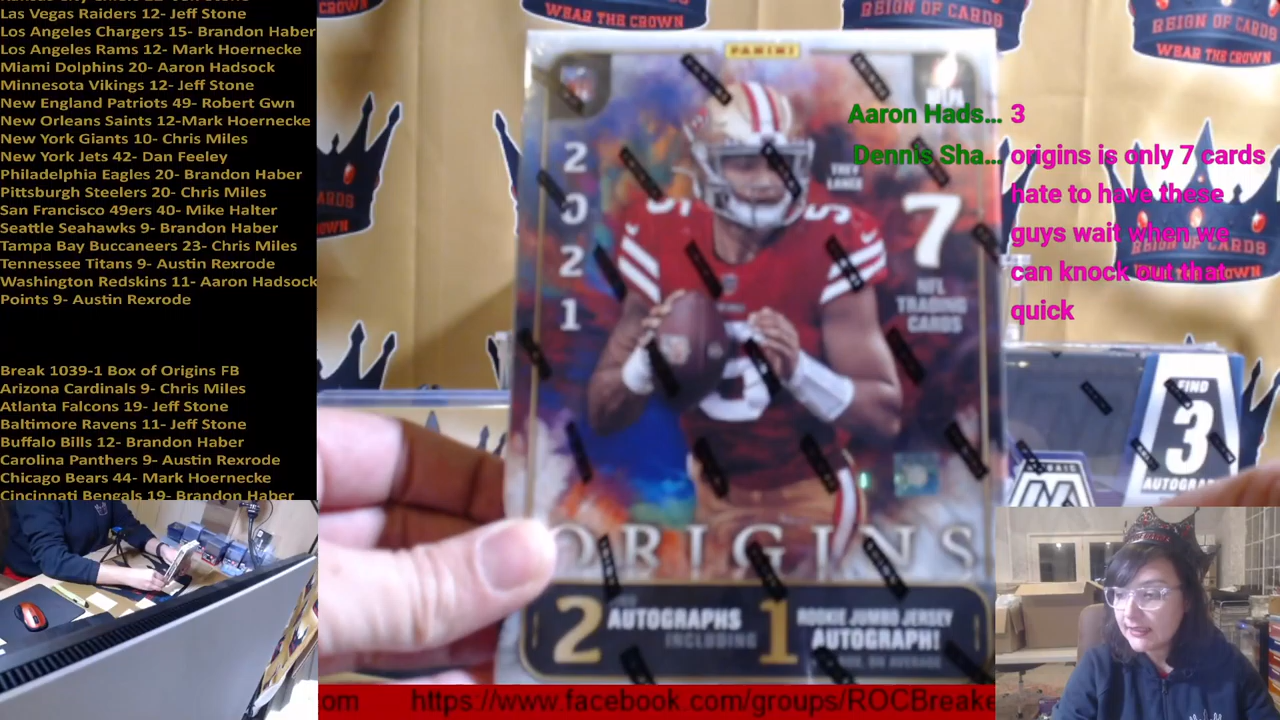 Las Vegas Raiders 12- Jeff Stone
Los Angeles Chargers 15- Brandon Haber
Los Angeles Rams 12- Mark Hoernecke
Miami Dolphins 20- Aaron Hadsock
Minnesota Vikings 12- Jeff Stone
New England Patriots 49- Robert Gwn
New Orleans Saints 12-Mark Hoernecke
New York Giants 10- Chris Miles
New York Jets 42- Dan Feeley
Philadelphia Eagles 20- Brandon Haber
Pittsburgh Steelers 20- Chris Miles
San Francisco 49ers 40- Mike Halter
Seattle Seahawks 9- Brandon Haber
Tampa Bay Buccaneers 23- Chris Miles
Tennessee Titans 9- Austin Rexrode
Washington Redskins 11- Aaron Hadsock
Points 9- Austin Rexrode
Break 1039-1 Box of Origins FB
Arizona Cardinals 9- Chris Miles
Atlanta Falcons 19- Jeff Stone
Baltimore Ravens 11- Jeff Stone
Buffalo Bills 12- Brandon Haber
Carolina Panthers 9- Austin Rexrode
Chicago Bears 44- Mark Hoernecke
Cincinnati Bengals 19- Brandon Haber
WEAR THE CROWN
REIGN OF CARDS
WEAR THE CROWN
PANINI
2021
TREY
LANCE
7
NFL
TRADING
CARDS
5
ORIGINS
2 AUTOGRAPHS
INCLUDING
1 ROOKIE JUMBO JERSEY
AUTOGRAPH!
Aaron Hads... 3
Dennis Sha... origins is only 7 cards
hate to have these
guys wait when we
can knock out that
quick
CARDS
CROWN
REIGN OF CARDS
FIND
3
MOSAIC
om https://www.facebook.com/groups/ROCBreake